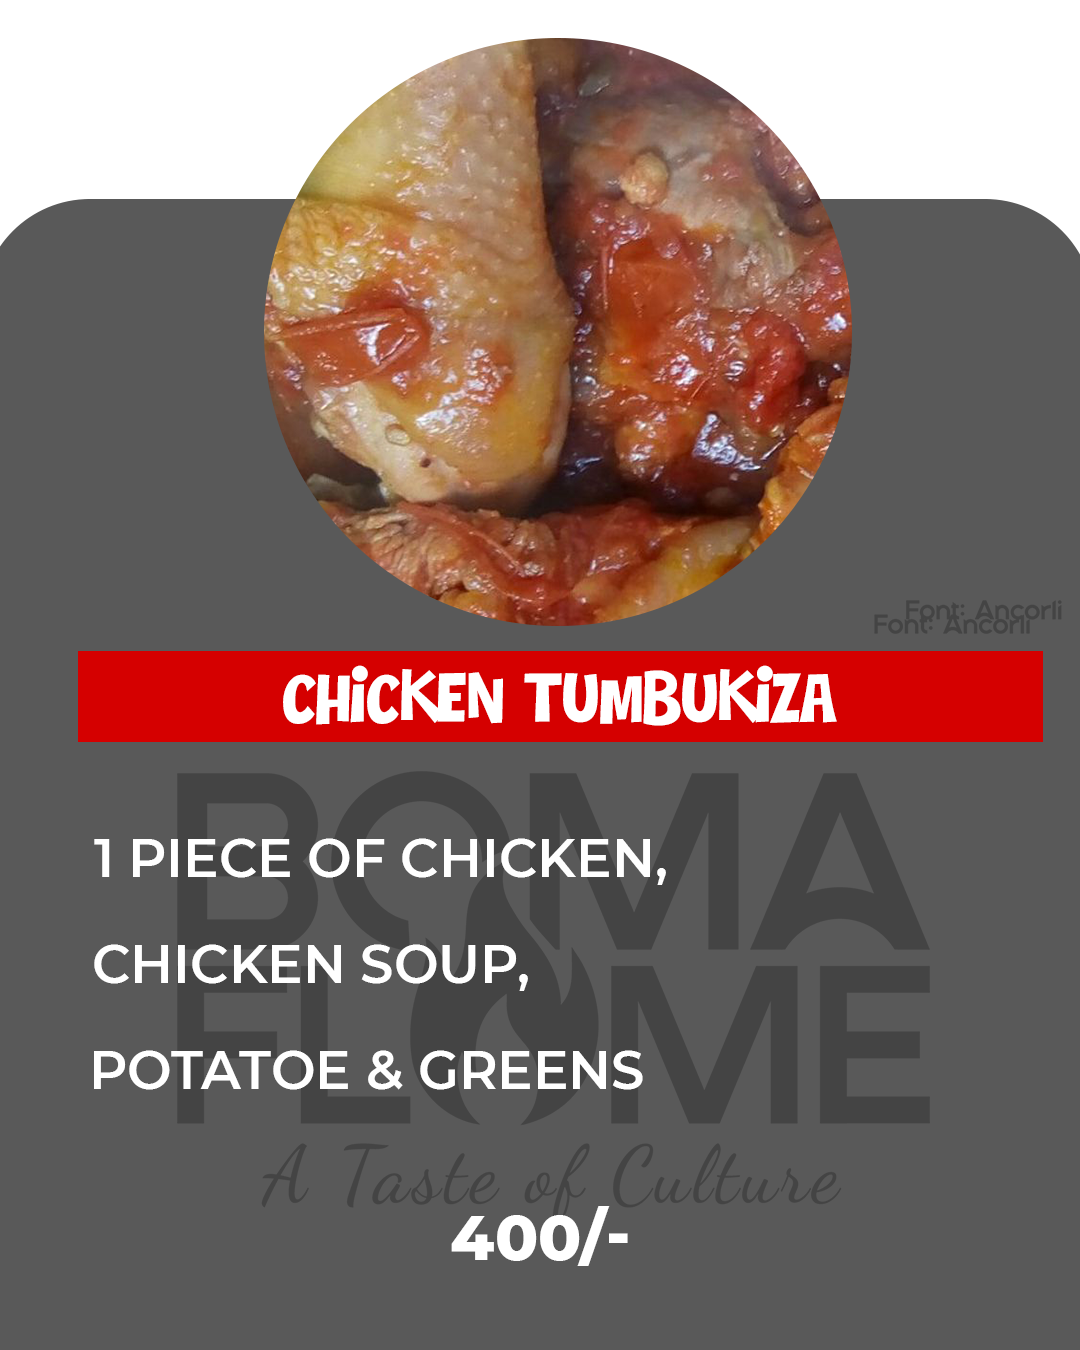 Font: Ancorli
Font: Ancorli
CHiCKEN TUMBUKiZA
BOMA
FLAME
1 PIECE OF CHICKEN,
CHICKEN SOUP,
POTATOE & GREENS
A Taste of Culture
400/-